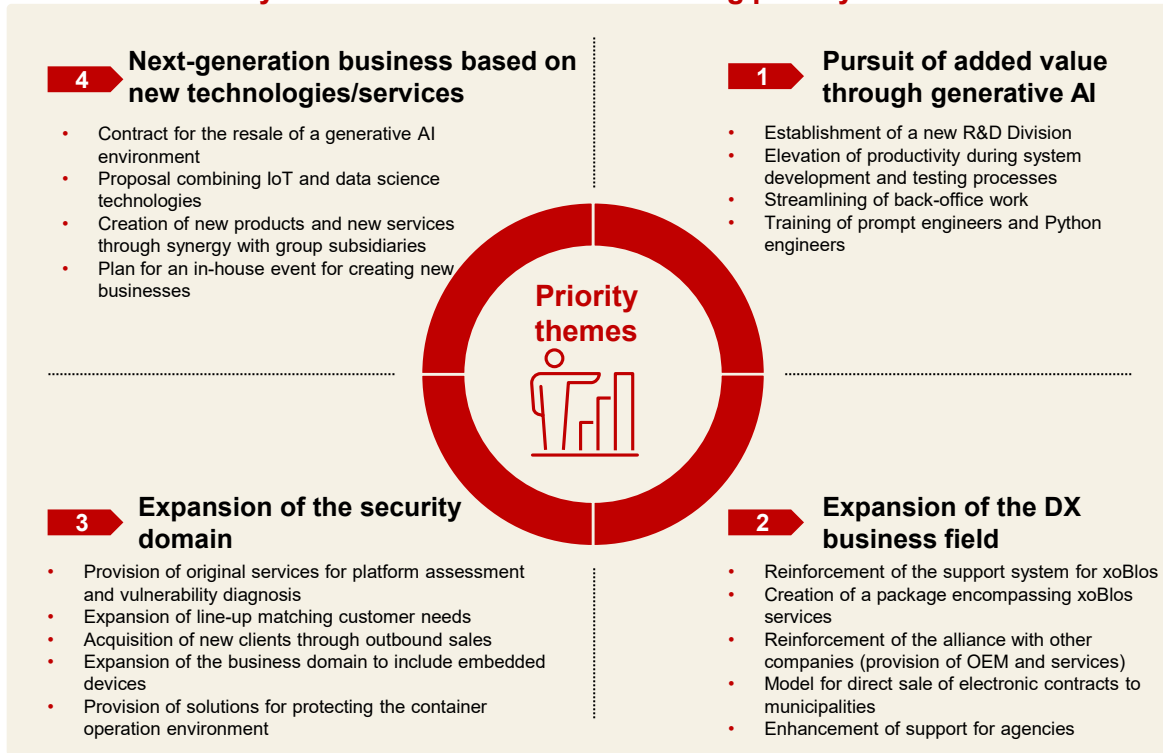 4
Next-generation business based on
new technologies/services
• Contract for the resale of a generative AI
environment
• Proposal combining IoT and data science
technologies
• Creation of new products and new services
through synergy with group subsidiaries
• Plan for an in-house event for creating new
businesses
1
Pursuit of added value
through generative AI
• Establishment of a new R&D Division
• Elevation of productivity during system
development and testing processes
• Streamlining of back-office work
• Training of prompt engineers and Python
engineers
Priority
themes
3
Expansion of the security
domain
• Provision of original services for platform assessment
and vulnerability diagnosis
• Expansion of line-up matching customer needs
• Acquisition of new clients through outbound sales
• Expansion of the business domain to include embedded
devices
• Provision of solutions for protecting the container
operation environment
2
Expansion of the DX
business field
• Reinforcement of the support system for xoBlos
• Creation of a package encompassing xoBlos
services
• Reinforcement of the alliance with other
companies (provision of OEM and services)
• Model for direct sale of electronic contracts to
municipalities
• Enhancement of support for agencies